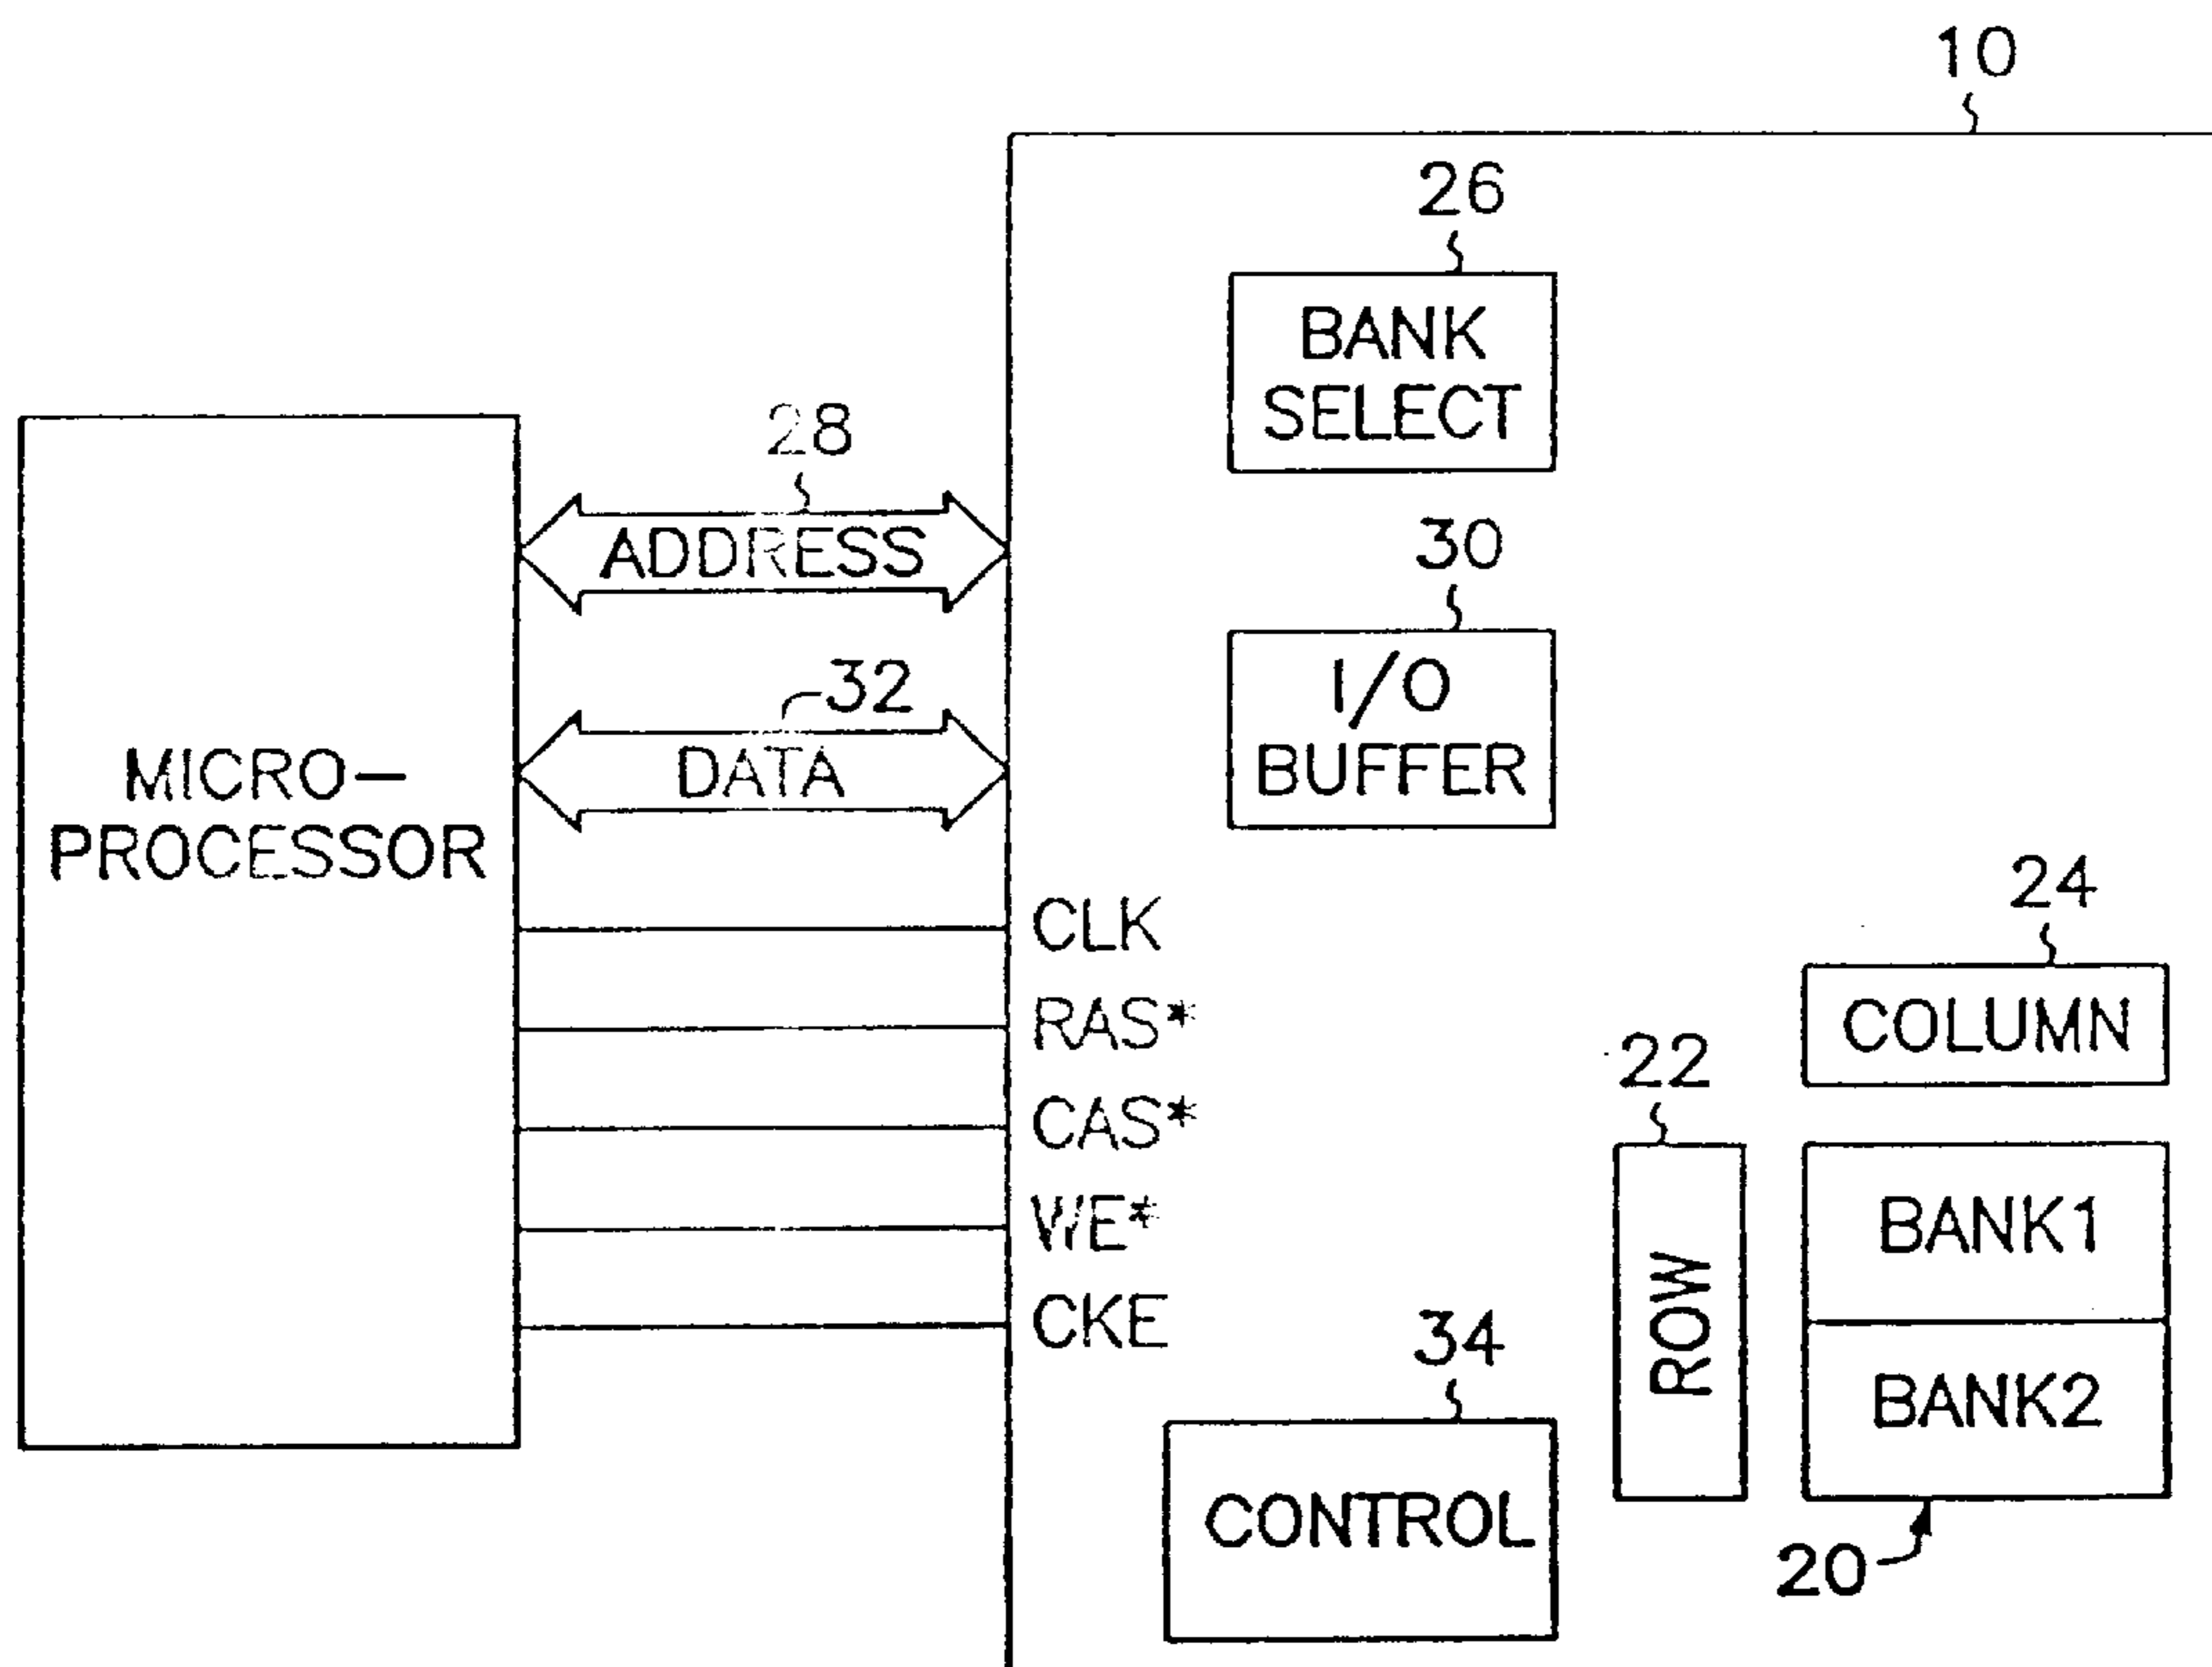 10
26
BANK
SELECT
28
ADDRESS
30
I/O
BUFFER
32
DATA
MICRO-
PROCESSOR
CLK
RAS*
CAS*
WE*
CKE
24
COLUMN
22
ROW
BANK1
BANK2
20
34
CONTROL